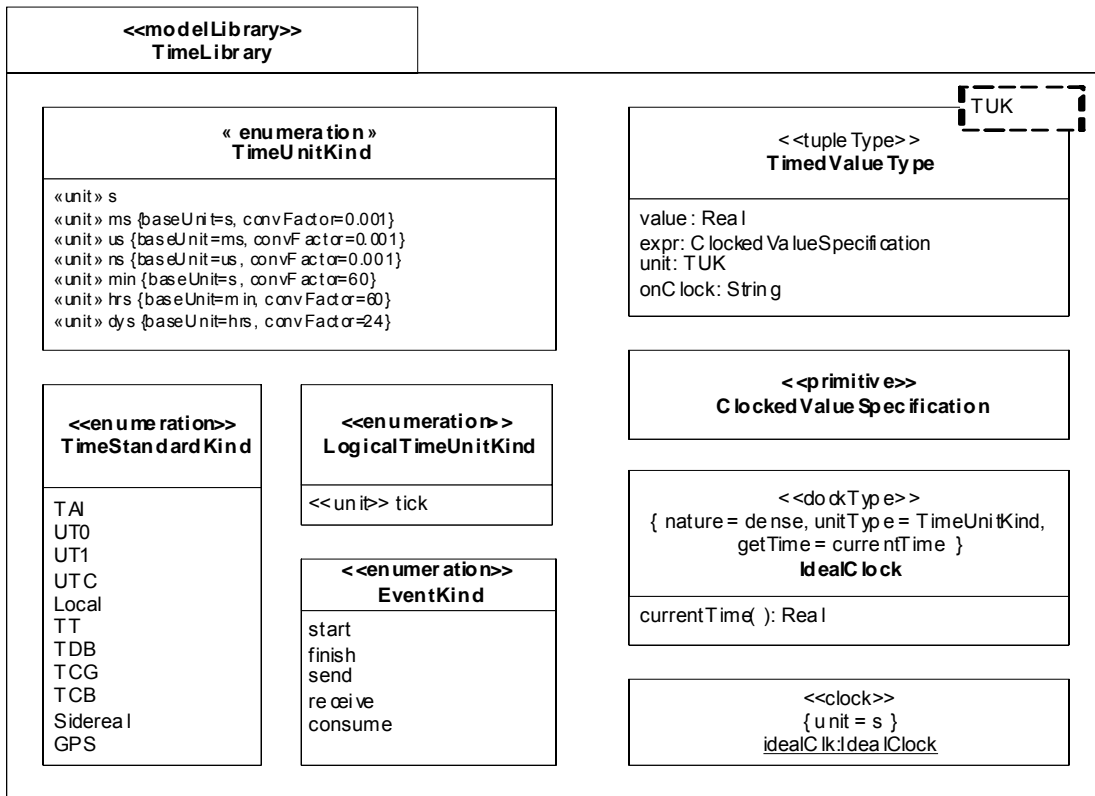 <<modelLibrary>>
TimeLibrary
« enumeration »
TimeUnitKind
«unit» s
«unit» ms {baseUnit=s, convFactor=0.001}
«unit» us {baseUnit=ms, convFactor=0.001}
«unit» ns {baseUnit=us, convFactor=0.001}
«unit» min {baseUnit=s, convFactor=60}
«unit» hrs {baseUnit=min, convFactor=60}
«unit» dys {baseUnit=hrs, convFactor=24}
TUK
<<tupleType>>
TimedValueType
value: Real
expr: ClockedValueSpecification
unit: TUK
onClock: String
<<primitive>>
ClockedValueSpecification
<<enumeration>>
TimeStandardKind
TAI
UT0
UT1
UTC
Local
TT
TDB
TCG
TCB
Sidereal
GPS
<<enumeration>>
LogicalTimeUnitKind
<<unit>> tick
<<enumeration>>
EventKind
start
finish
send
receive
consume
<<clockType>>
{ nature = dense, unitType = TimeUnitKind,
getTime = currentTime }
IdealClock
currentTime( ): Real
<<clock>>
{ unit = s }
idealClk:IdealClock